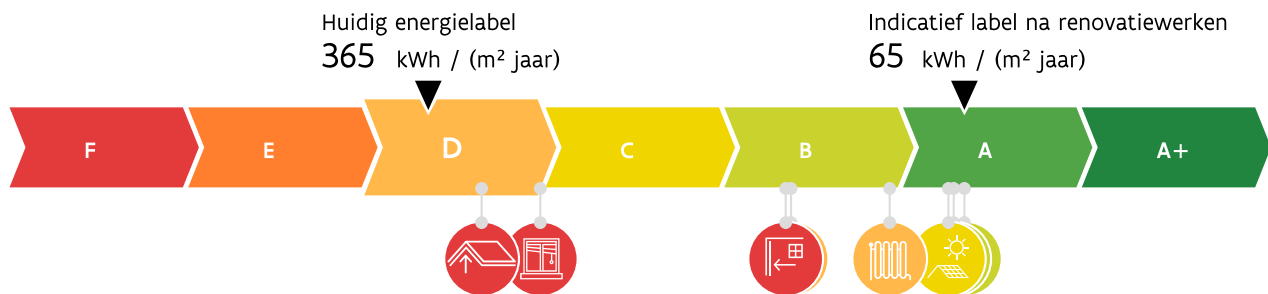 Huidig energielabel
365 kWh / (m² jaar)
Indicatief label na renovatiewerken
65 kWh / (m² jaar)
F E D C B A A+